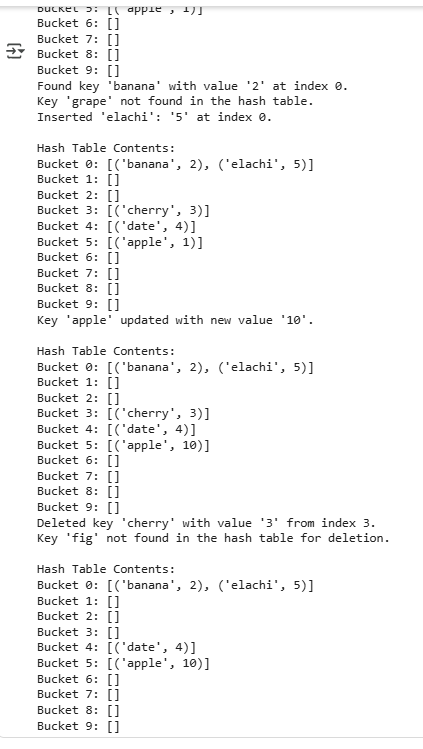 Bucket 5: [('apple', 1)]
Bucket 6: []
Bucket 7: []
Bucket 8: []
Bucket 9: []
Found key 'banana' with value '2' at index 0.
Key 'grape' not found in the hash table.
Inserted 'elachi': '5' at index 0.

Hash Table Contents:
Bucket 0: [('banana', 2), ('elachi', 5)]
Bucket 1: []
Bucket 2: []
Bucket 3: [('cherry', 3)]
Bucket 4: [('date', 4)]
Bucket 5: [('apple', 1)]
Bucket 6: []
Bucket 7: []
Bucket 8: []
Bucket 9: []
Key 'apple' updated with new value '10'.

Hash Table Contents:
Bucket 0: [('banana', 2), ('elachi', 5)]
Bucket 1: []
Bucket 2: []
Bucket 3: [('cherry', 3)]
Bucket 4: [('date', 4)]
Bucket 5: [('apple', 10)]
Bucket 6: []
Bucket 7: []
Bucket 8: []
Bucket 9: []
Deleted key 'cherry' with value '3' from index 3.
Key 'fig' not found in the hash table for deletion.

Hash Table Contents:
Bucket 0: [('banana', 2), ('elachi', 5)]
Bucket 1: []
Bucket 2: []
Bucket 3: []
Bucket 4: [('date', 4)]
Bucket 5: [('apple', 10)]
Bucket 6: []
Bucket 7: []
Bucket 8: []
Bucket 9: []